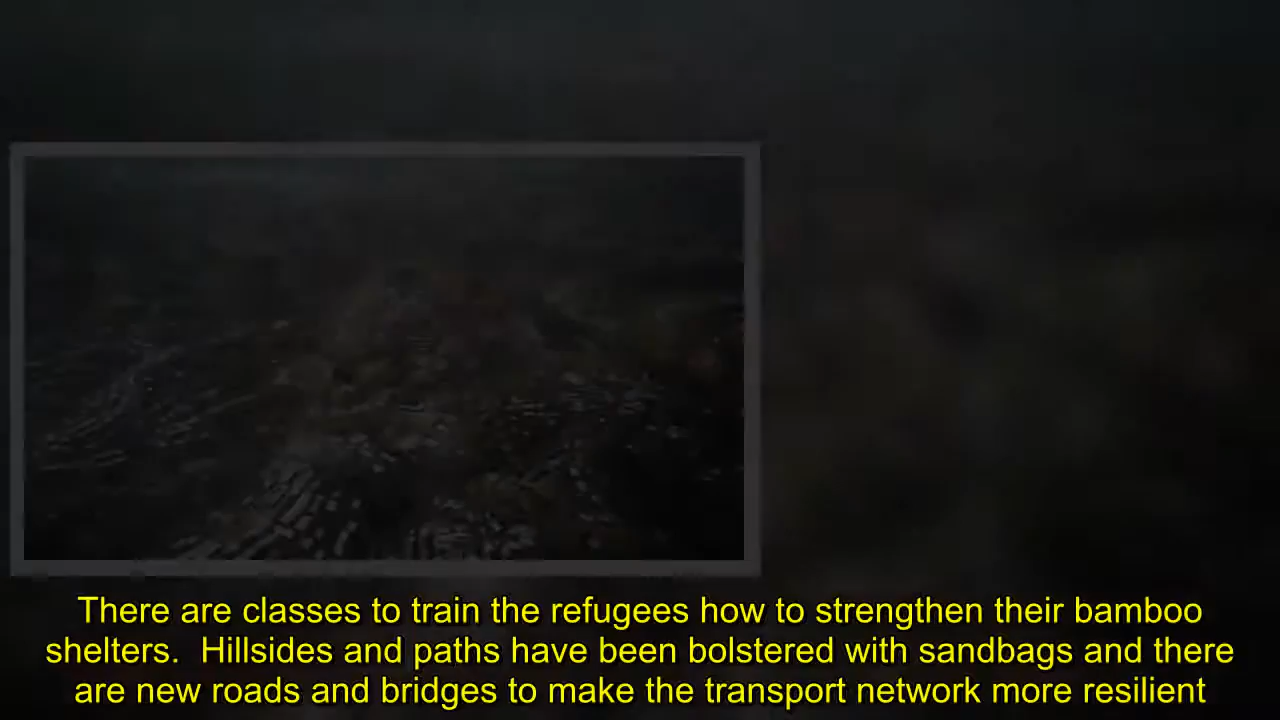 There are classes to train the refugees how to strengthen their bamboo
shelters.  Hillsides and paths have been bolstered with sandbags and there
are new roads and bridges to make the transport network more resilient